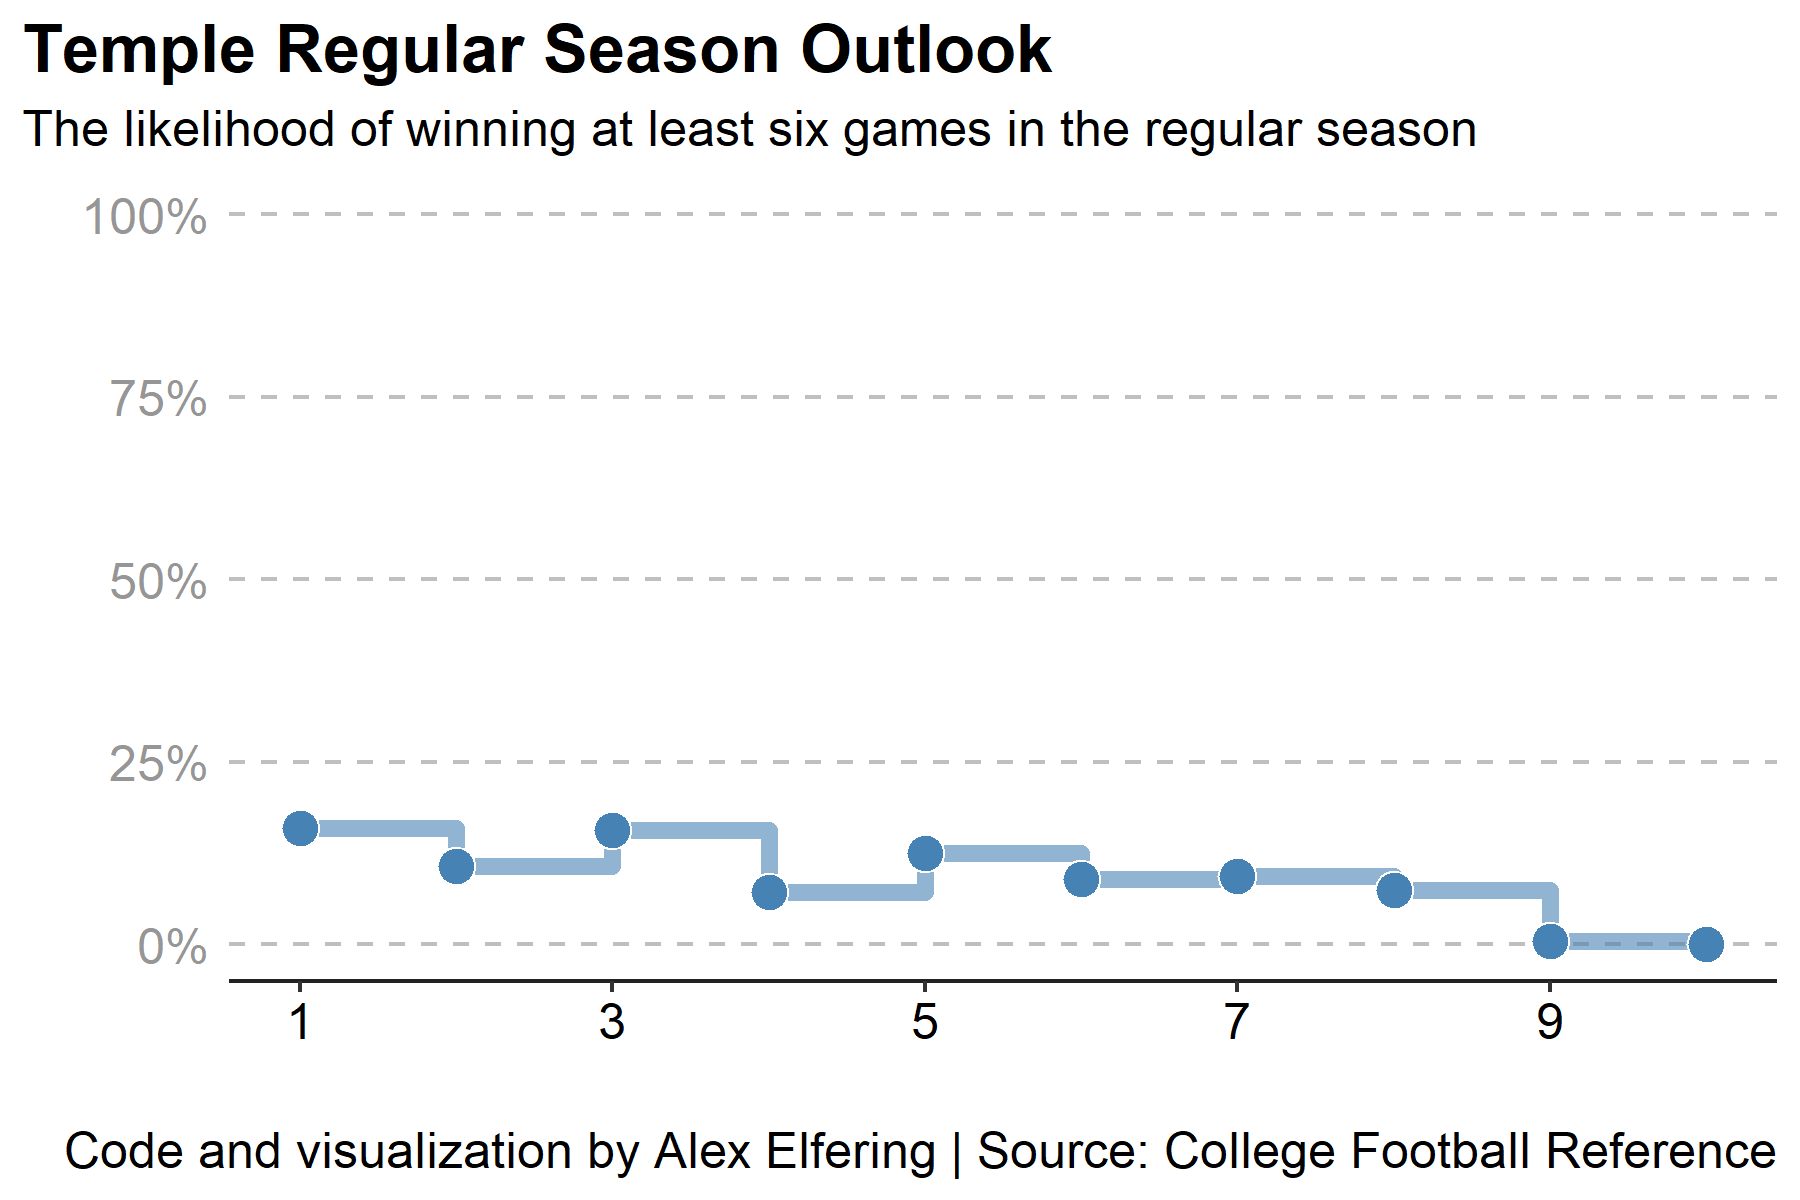 Temple Regular Season Outlook
The likelihood of winning at least six games in the regular season
100%
75%
50%
25%
0%
1 3 5 7 9
Code and visualization by Alex Elfering | Source: College Football Reference